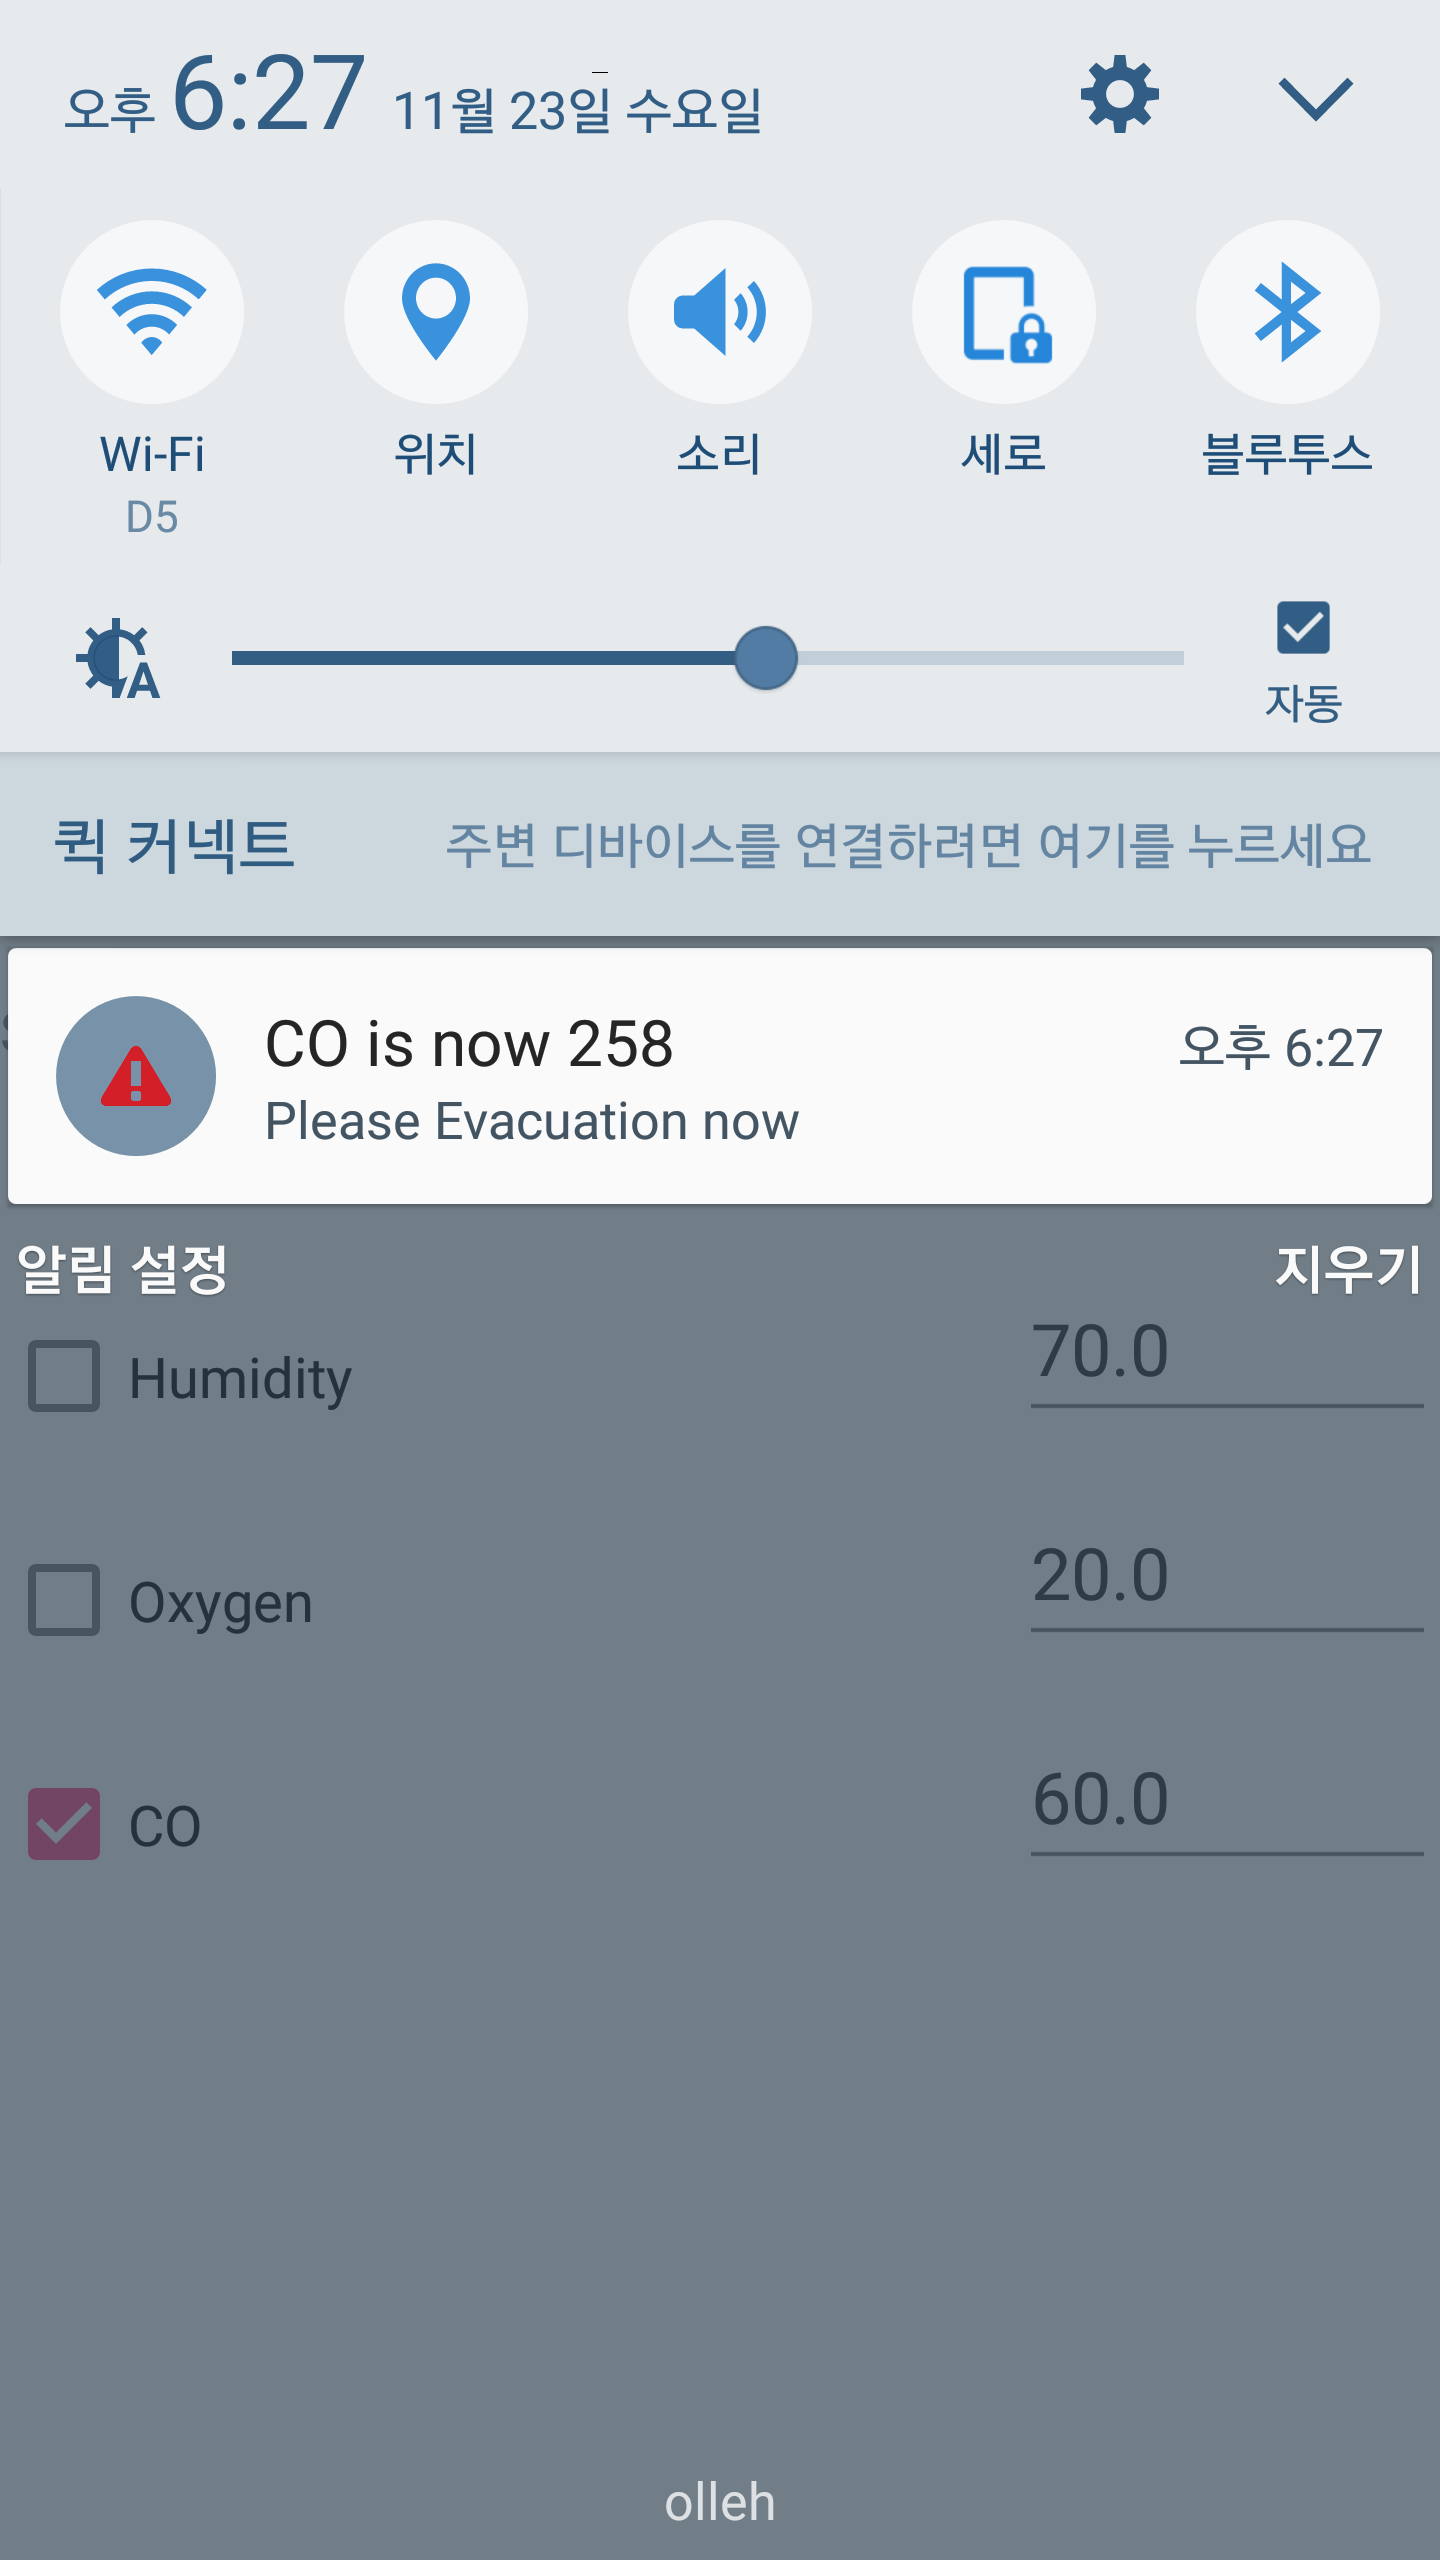 오후 6:27 11월 23일 수요일
Wi-Fi 위치 소리 세로 블루투스
D5
A
자동
퀵 커넥트 주변 디바이스를 연결하려면 여기를 누르세요
CO is now 258 오후 6:27
Please Evacuation now
알림 설정 지우기
Humidity 70.0
Oxygen 20.0
CO 60.0
olleh